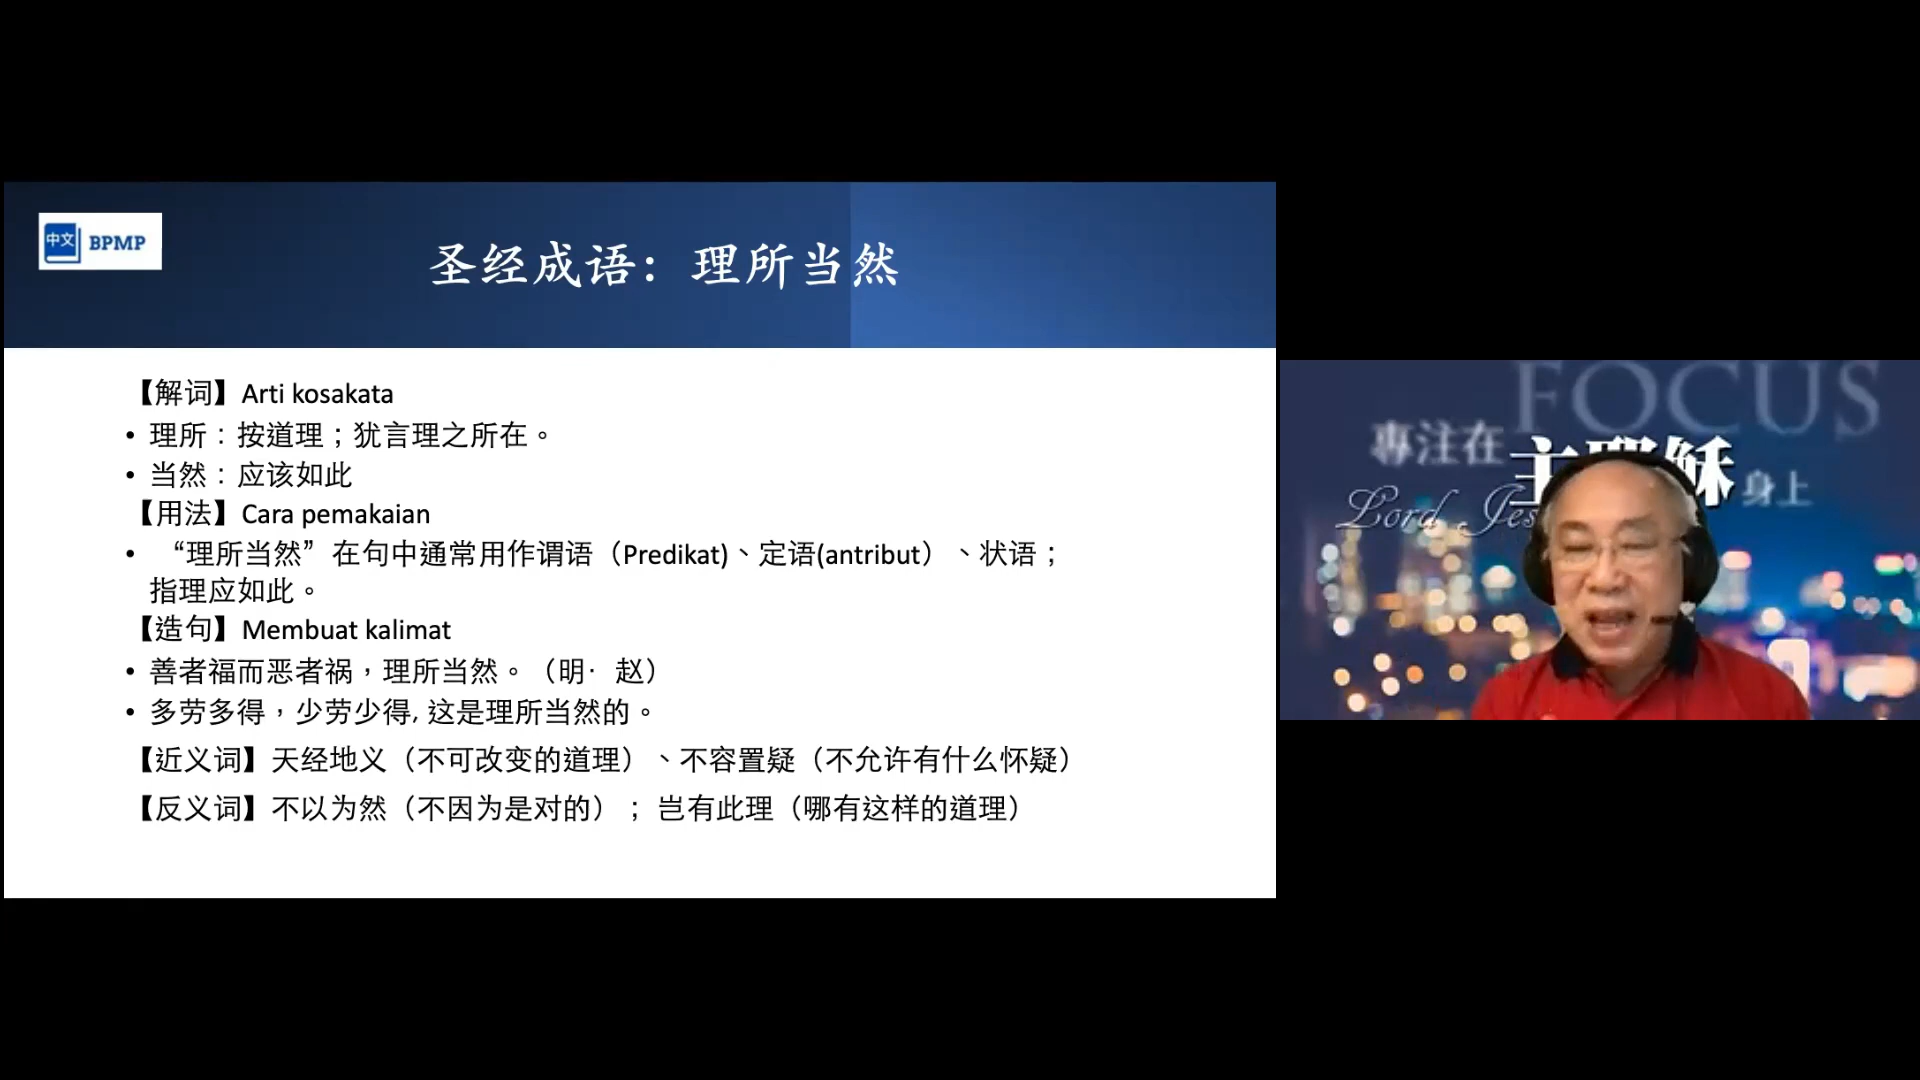 中文 BPMP
圣经成语：理所当然
【解词】Arti kosakata
• 理所：按道理；犹言理之所在。
• 当然：应该如此
【用法】Cara pemakaian
• “理所当然”在句中通常用作谓语（Predikat)、定语(antribut）、状语；
指理应如此。
【造句】Membuat kalimat
• 善者福而恶者祸，理所当然。（明· 赵）
• 多劳多得，少劳少得, 这是理所当然的。
【近义词】天经地义（不可改变的道理）、不容置疑（不允许有什么怀疑）
【反义词】不以为然（不因为是对的）；岂有此理（哪有这样的道理）
FOCUS
專注在主耶穌身上
Lord Jes